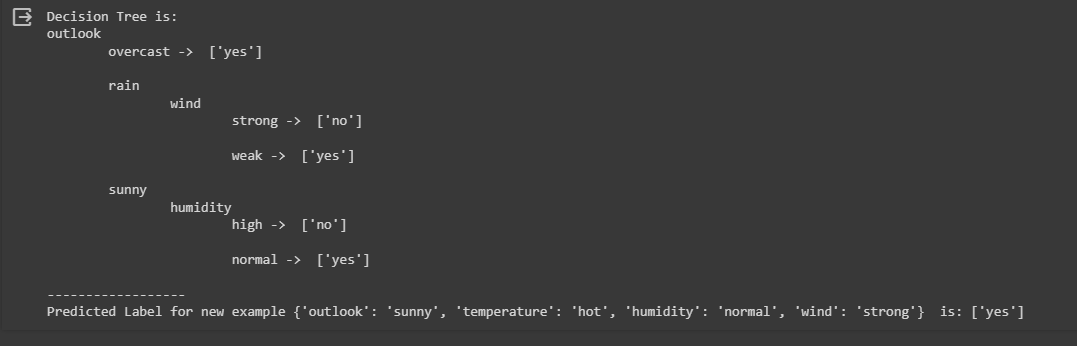 Decision Tree is:
outlook
overcast ->  ['yes']
rain
wind
strong ->  ['no']
weak ->  ['yes']
sunny
humidity
high ->  ['no']
normal ->  ['yes']
------------------
Predicted Label for new example {'outlook': 'sunny', 'temperature': 'hot', 'humidity': 'normal', 'wind': 'strong'}  is: ['yes']